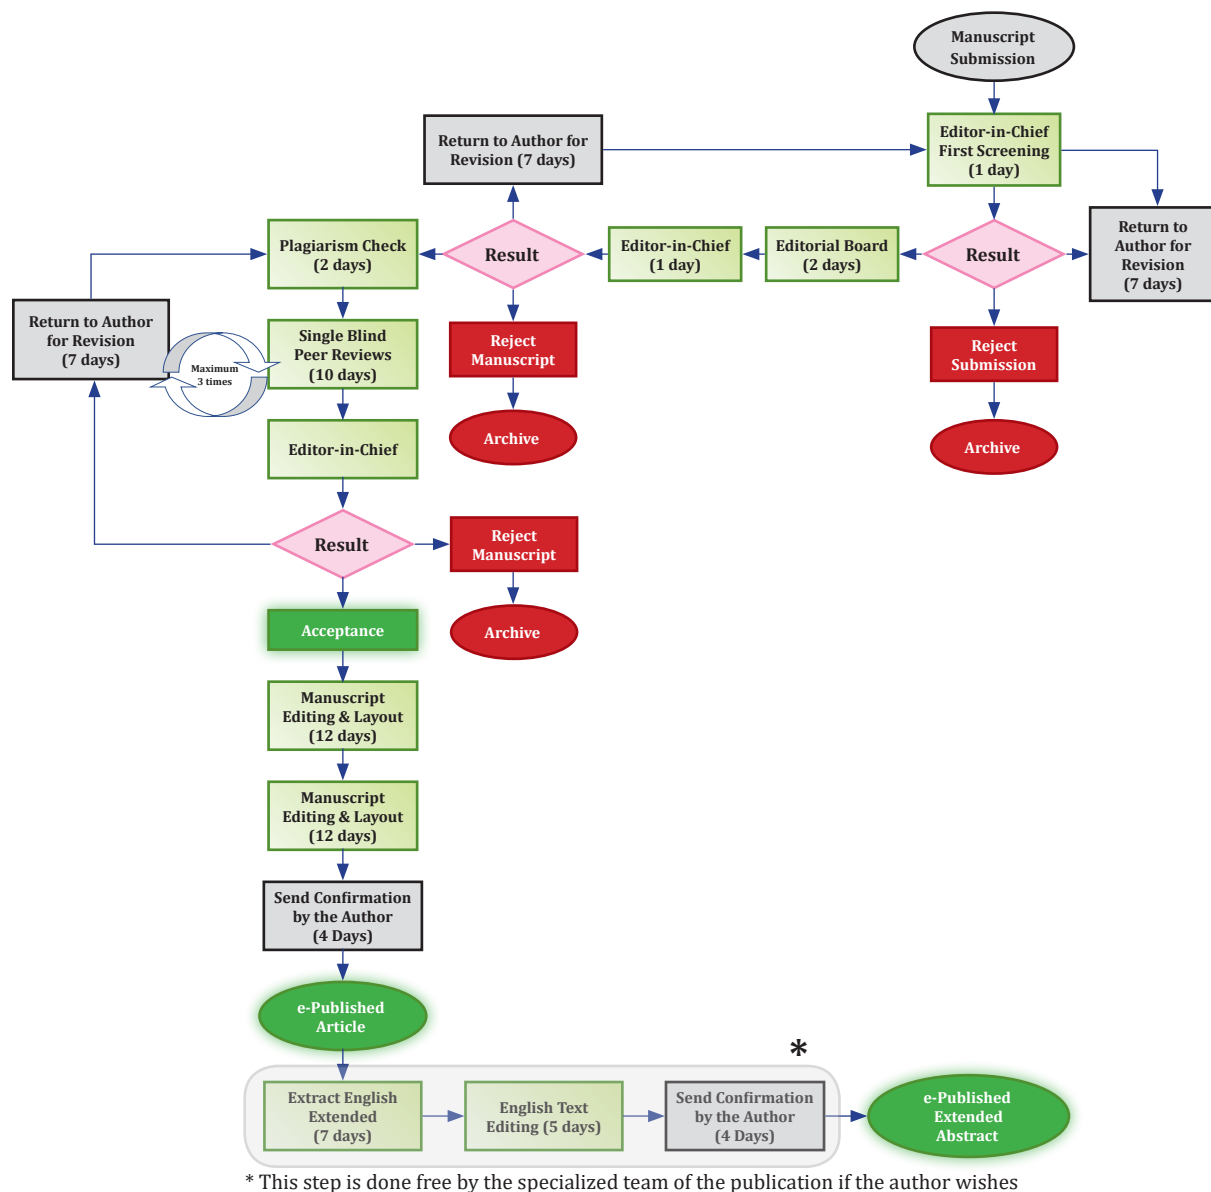 Manuscript
Submission
Editor-in-Chief
First Screening
(1 day)
Return to Author for
Revision (7 days)
Return to
Author for
Revision
(7 days)
Result
Editorial Board
(2 days)
Editor-in-Chief
(1 day)
Result
Plagiarism Check
(2 days)
Reject
Submission
Archive
Reject
Manuscript
Archive
Return to Author
for Revision
(7 days)
Maximum
3 times
Single Blind
Peer Reviews
(10 days)
Editor-in-Chief
Result
Reject
Manuscript
Archive
Acceptance
Manuscript
Editing & Layout
(12 days)
Manuscript
Editing & Layout
(12 days)
Send Confirmation
by the Author
(4 Days)
e-Published
Article
*
Extract English
Extended
(7 days)
English Text
Editing (5 days)
Send Confirmation
by the Author
(4 Days)
e-Published
Extended
Abstract
* This step is done free by the specialized team of the publication if the author wishes